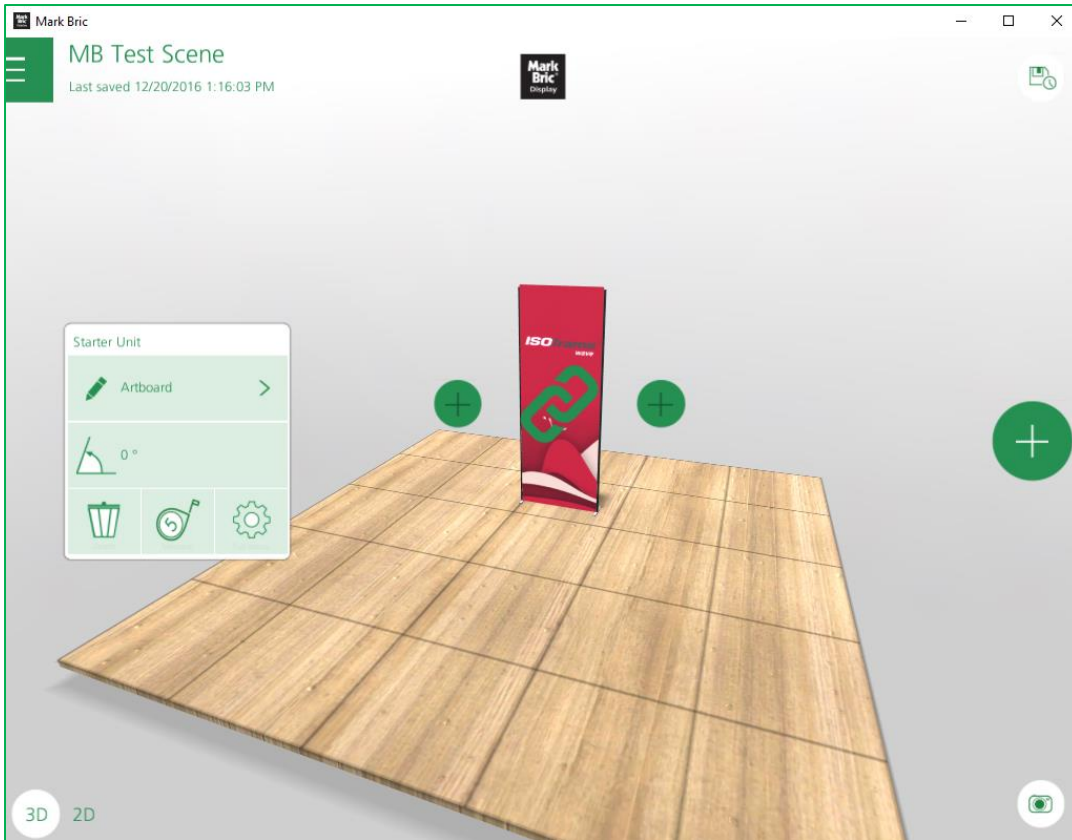 Mark Bric
MB Test Scene
Last saved 12/20/2016 1:16:03 PM
Mark
Bric
Display
ISOframe
wave
Starter Unit
Artboard
0 °
3D
2D